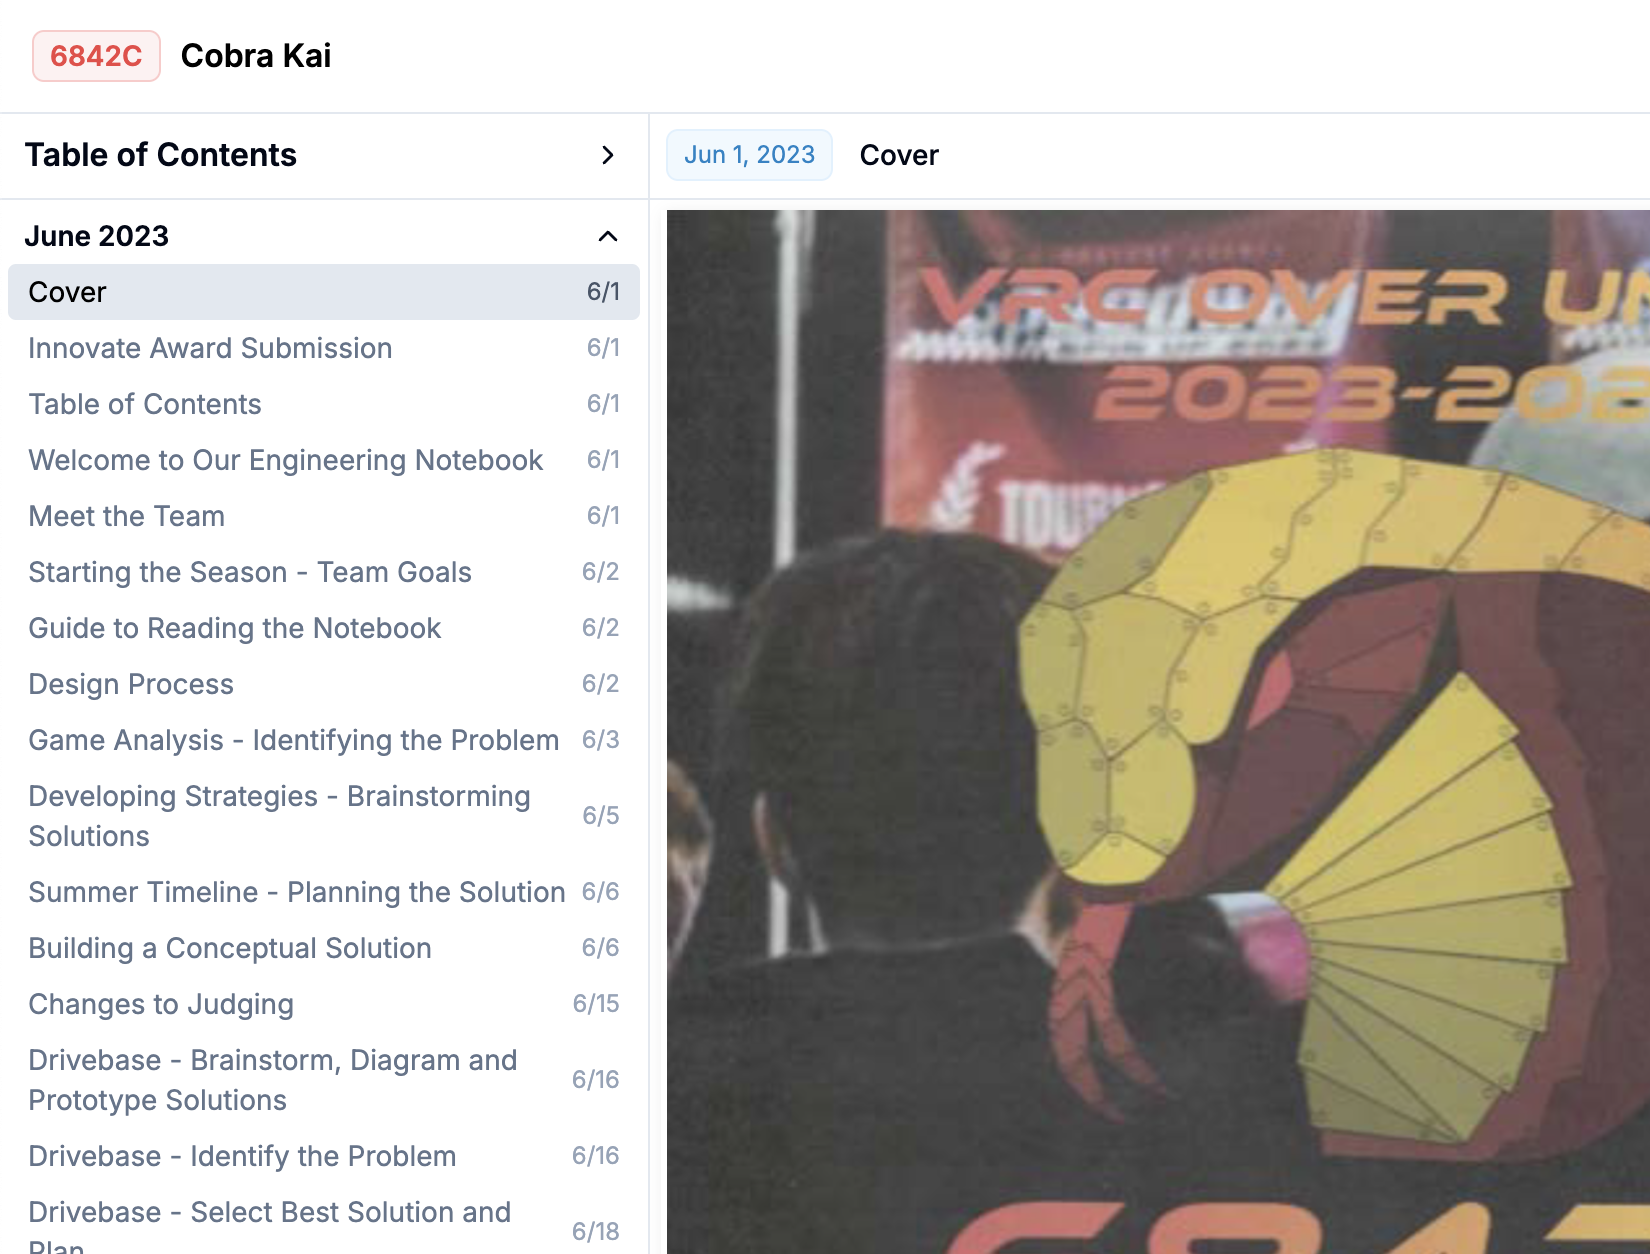 6842C Cobra Kai
Table of Contents
Jun 1, 2023 Cover
June 2023
Cover 6/1
Innovate Award Submission 6/1
Table of Contents 6/1
Welcome to Our Engineering Notebook 6/1
Meet the Team 6/1
Starting the Season - Team Goals 6/2
Guide to Reading the Notebook 6/2
Design Process 6/2
Game Analysis - Identifying the Problem 6/3
Developing Strategies - Brainstorming
Solutions 6/5
Summer Timeline - Planning the Solution 6/6
Building a Conceptual Solution 6/6
Changes to Judging 6/15
Drivebase - Brainstorm, Diagram and
Prototype Solutions 6/16
Drivebase - Identify the Problem 6/16
Drivebase - Select Best Solution and
Plan 6/18
VRC OVER UN
2023-202
TOUR